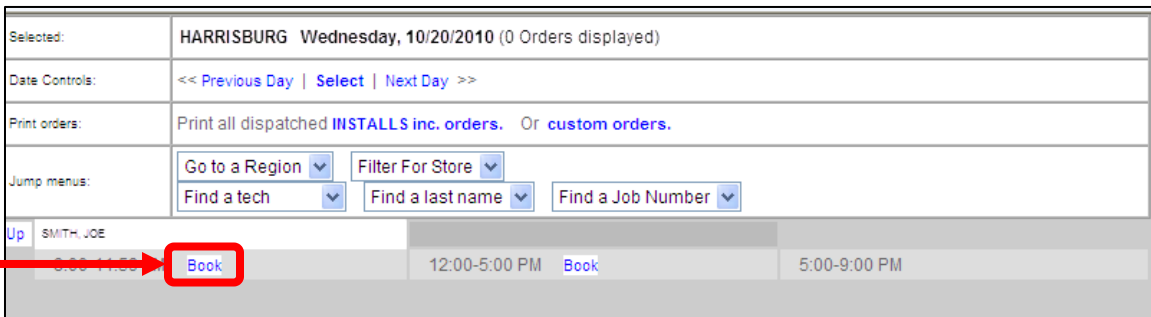 Selected: HARRISBURG Wednesday, 10/20/2010 (0 Orders displayed)
Date Controls: << Previous Day | Select | Next Day >>
Print orders: Print all dispatched INSTALLS inc. orders. Or custom orders.
Jump menus: Go to a Region Filter For Store
Find a tech Find a last name Find a Job Number
Up SMITH, JOE
Book 12:00-5:00 PM Book 5:00-9:00 PM